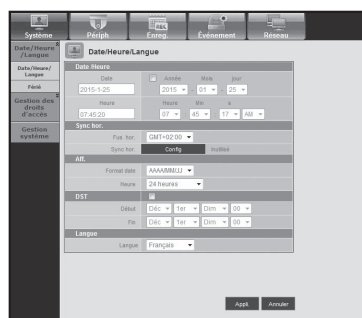 Système Périph Enreg. Événement Réseau
Date/Heure/Langue
Date/Heure/Langue
Férié
Gestion des droits d'accès
Gestion système
Date/Heure/Langue
Date /Heure
Date Année Mois Jour
2015-1-25 2015 - 01 - 25
Heure Heure Min s
07:45:20 07 : 45 : 17 AM
Sync hor.
Fus. hor. GMT+02:00
Sync hor. Config Inutilisé
Aff.
Format date AAAA/MM/JJ
Heure 24 heures
DST
Début Déc 1er Dim 00
Fin Déc 1er Dim 00
Langue
Langue Français
Appli. Annuler